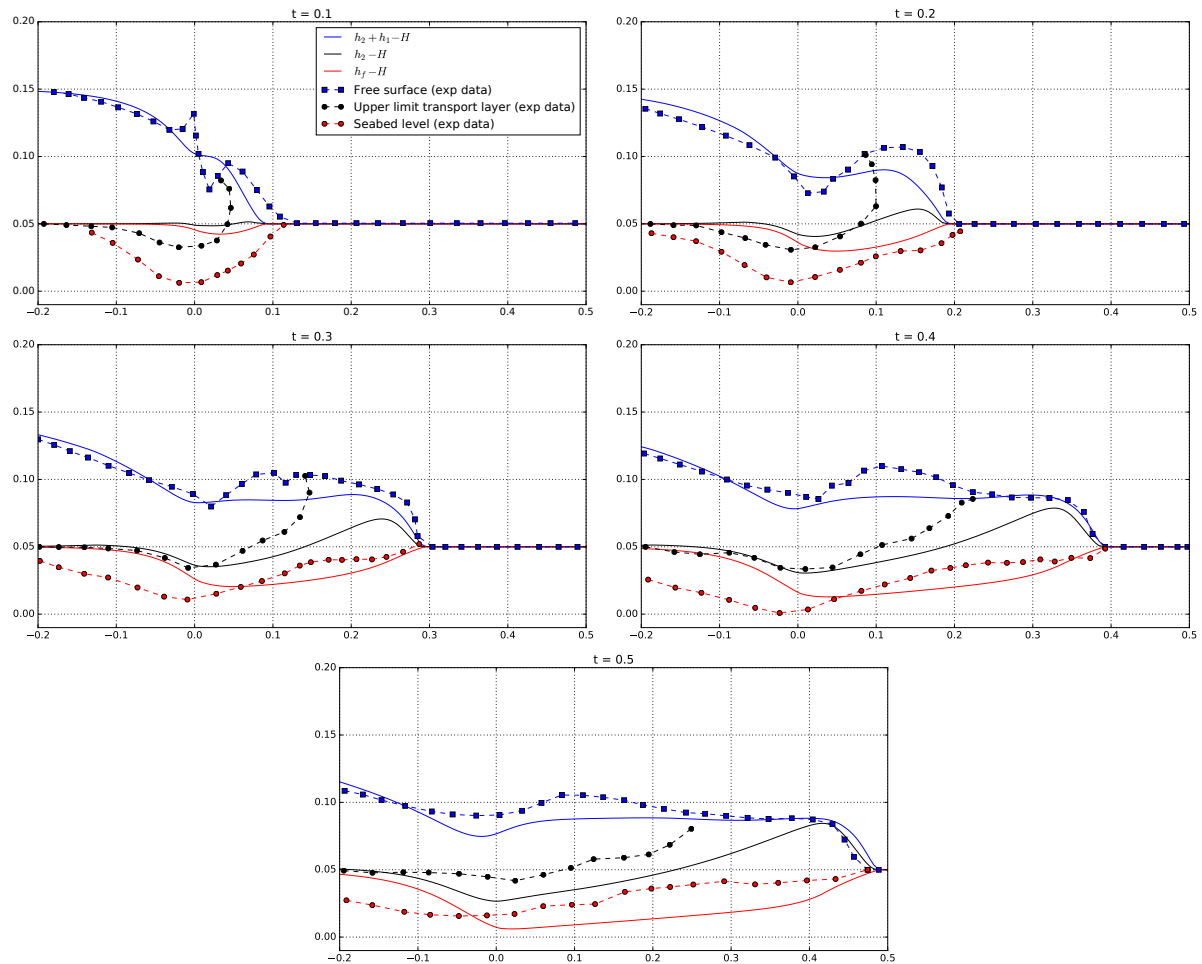 t = 0.1
0.20
0.15
0.10
0.05
0.00
−0.2 −0.1 0.0 0.1 0.2 0.3 0.4 0.5
h₂ + h₁ − H
h₂ − H
h_f − H
Free surface (exp data)
Upper limit transport layer (exp data)
Seabed level (exp data)
t = 0.2
0.20
0.15
0.10
0.05
0.00
−0.2 −0.1 0.0 0.1 0.2 0.3 0.4 0.5
t = 0.3
0.20
0.15
0.10
0.05
0.00
−0.2 −0.1 0.0 0.1 0.2 0.3 0.4 0.5
t = 0.4
0.20
0.15
0.10
0.05
0.00
−0.2 −0.1 0.0 0.1 0.2 0.3 0.4 0.5
t = 0.5
0.20
0.15
0.10
0.05
0.00
−0.2 −0.1 0.0 0.1 0.2 0.3 0.4 0.5